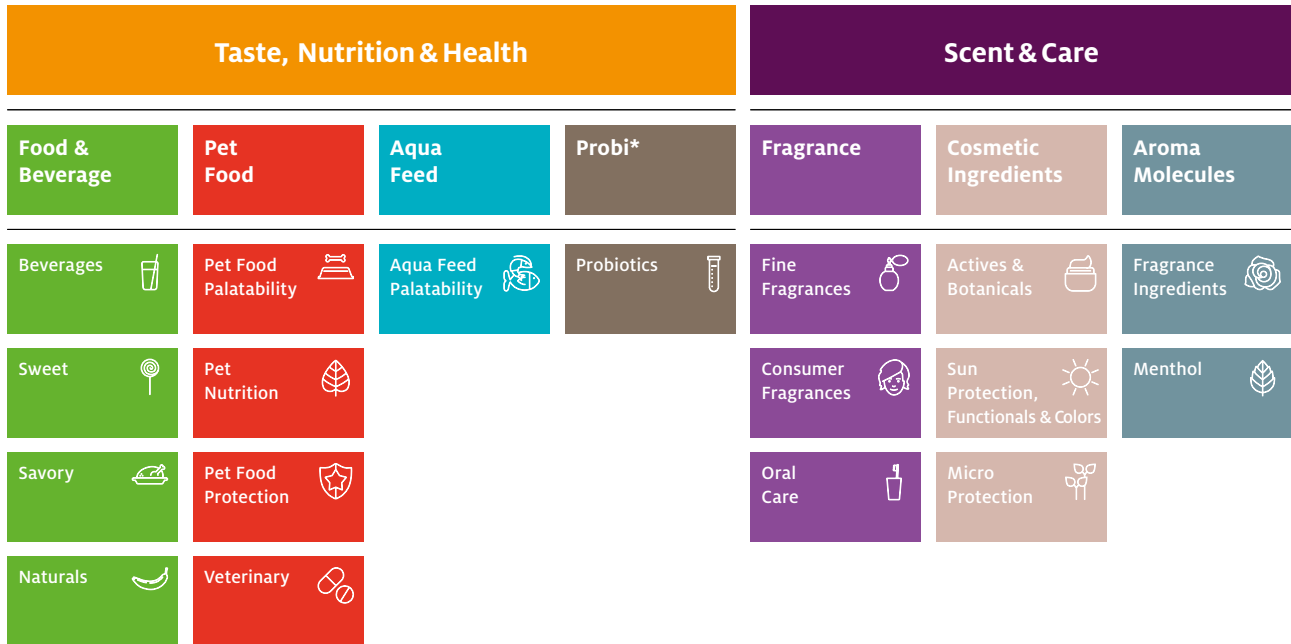 Taste, Nutrition & Health
Scent & Care
Food &
Beverage
Pet
Food
Aqua
Feed
Probi*
Fragrance
Cosmetic
Ingredients
Aroma
Molecules
Beverages
Pet Food
Palatability
Aqua Feed
Palatability
Probiotics
Fine
Fragrances
Actives &
Botanicals
Fragrance
Ingredients
Sweet
Pet
Nutrition
Consumer
Fragrances
Sun
Protection,
Functionals & Colors
Menthol
Savory
Pet Food
Protection
Oral
Care
Micro
Protection
Naturals
Veterinary